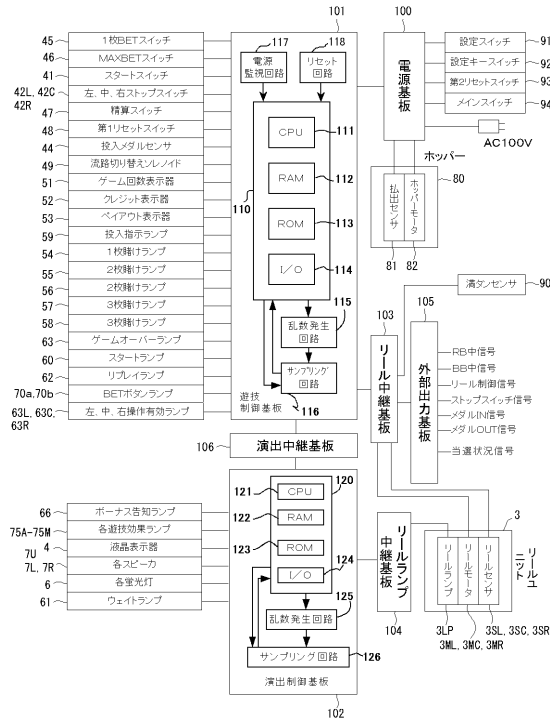 45 1枚BETスイッチ
46 MAXBETスイッチ
41 スタートスイッチ
42L, 42C 左、中、右ストップスイッチ
42R
47 精算スイッチ
48 第1リセットスイッチ
44 投入メダルセンサ
49 流路切り替えソレノイド
51 ゲーム回数表示器
52 クレジット表示器
53 ペイアウト表示器
59 投入指示ランプ
54 1枚賭けランプ
55 2枚賭けランプ
56 2枚賭けランプ
57 3枚賭けランプ
58 3枚賭けランプ
63 ゲームオーバーランプ
60 スタートランプ
62 リプレイランプ
70a,70b BETボタンランプ
63L, 63C, 左、中、右操作有効ランプ
63R
101
117
118
電源
監視回路
リセット
回路
CPU 111
RAM 112
110
ROM 113
I/O 114
115
乱数発生
回路
サンプリング
回路
遊技
制御基板
116
106 演出中継基板
100
電源基板
設定スイッチ 91
設定キースイッチ 92
第2リセットスイッチ 93
メインスイッチ 94
AC100V
ホッパー
80
払出センサ
ホッパーモータ
81 82
満タンセンサ 90
103
リール中継基板
105
外部出力基板
RB中信号
BB中信号
リール制御信号
ストップスイッチ信号
メダルIN信号
メダルOUT信号
当選状況信号
66 ボーナス告知ランプ
75A-75M 各遊技効果ランプ
4 液晶表示器
7U
7L, 7R 各スピーカ
6 各蛍光灯
61 ウェイトランプ
120
121 CPU
122 RAM
123 ROM
I/O 124
125
乱数発生回路
サンプリング回路 126
演出制御基板
102
リールランプ
中継基板
104
3
リールランプ
リールモータ
リールセンサ
リールユ
ニット
3LP 3SL, 3SC, 3SR
3ML, 3MC, 3MR